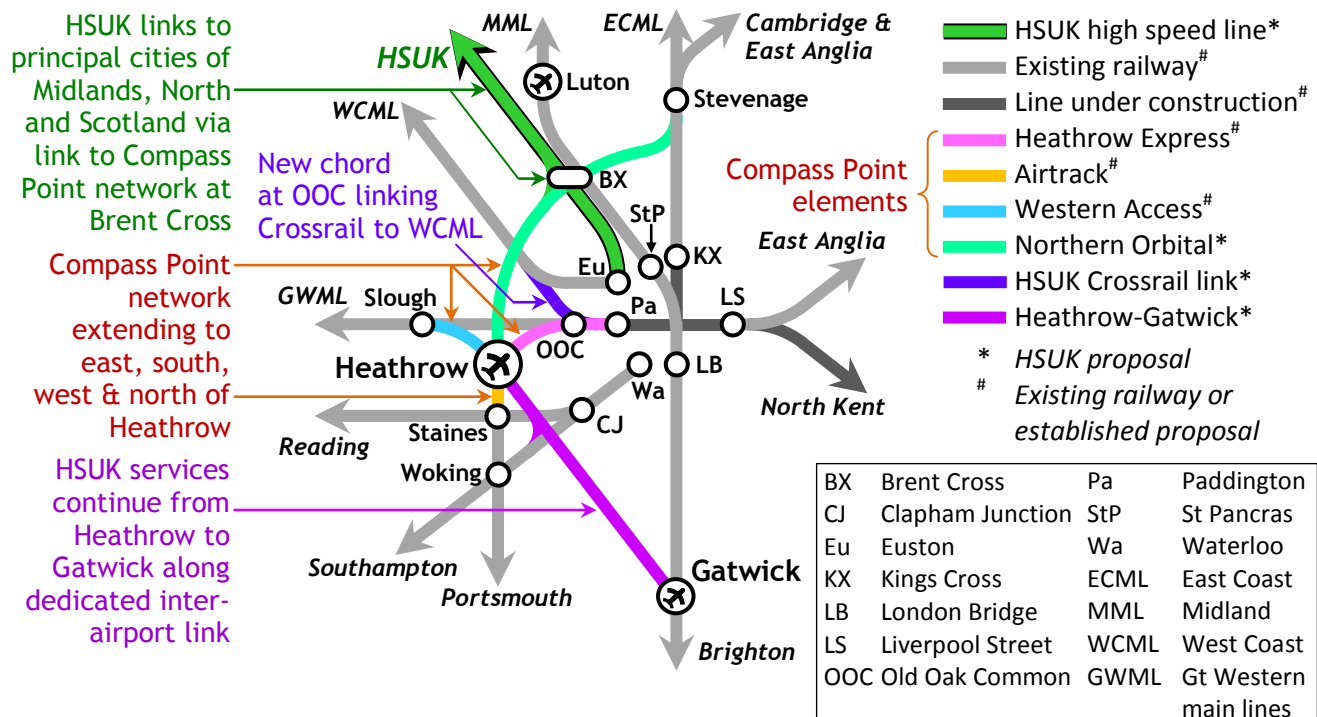 HSUK links to
principal cities of
Midlands, North
and Scotland via
link to Compass
Point network at
Brent Cross
Compass Point
network
extending to
east, south,
west & north of
Heathrow
HSUK services
continue from
Heathrow to
Gatwick along
dedicated inter-
airport link
New chord
at OOC linking
Crossrail to WCML
HSUK
MML
ECML
Cambridge &
East Anglia
Luton
Stevenage
WCML
BX
StP
KX
East Anglia
Eu
GWML
Slough
Pa
LS
OOC
Heathrow
Wa
LB
North Kent
CJ
Staines
Reading
Woking
Southampton
Portsmouth
Gatwick
Brighton
HSUK high speed line*
Existing railway#
Line under construction#
Heathrow Express#
Airtrack#
Western Access#
Northern Orbital*
HSUK Crossrail link*
Heathrow-Gatwick*
Compass Point
elements
* HSUK proposal
# Existing railway or
established proposal
BX Brent Cross Pa Paddington
CJ Clapham Junction StP St Pancras
Eu Euston Wa Waterloo
KX Kings Cross ECML East Coast
LB London Bridge MML Midland
LS Liverpool Street WCML West Coast
OOC Old Oak Common GWML Gt Western
main lines